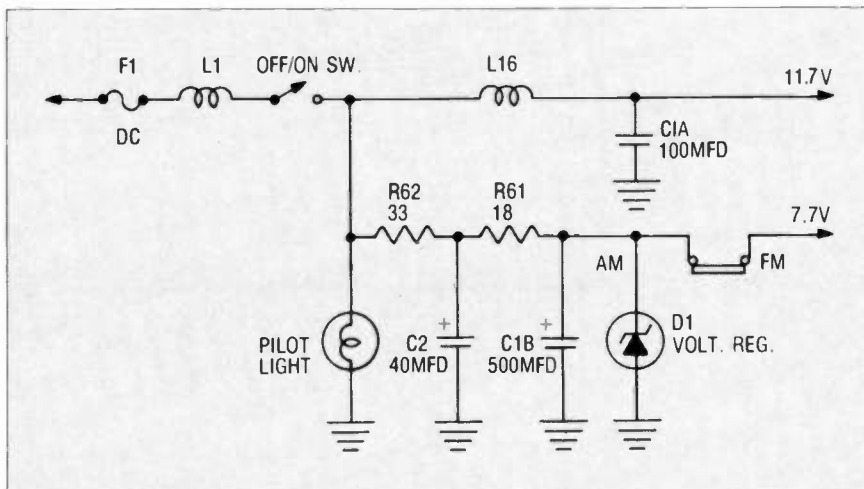 F1
L1
OFF/ON SW.
L16
11.7V
DC
C1A
100MFD
R62
33
R61
18
7.7V
AM
FM
PILOT
LIGHT
+
C2
40MFD
+
C1B
500MFD
D1
VOLT. REG.